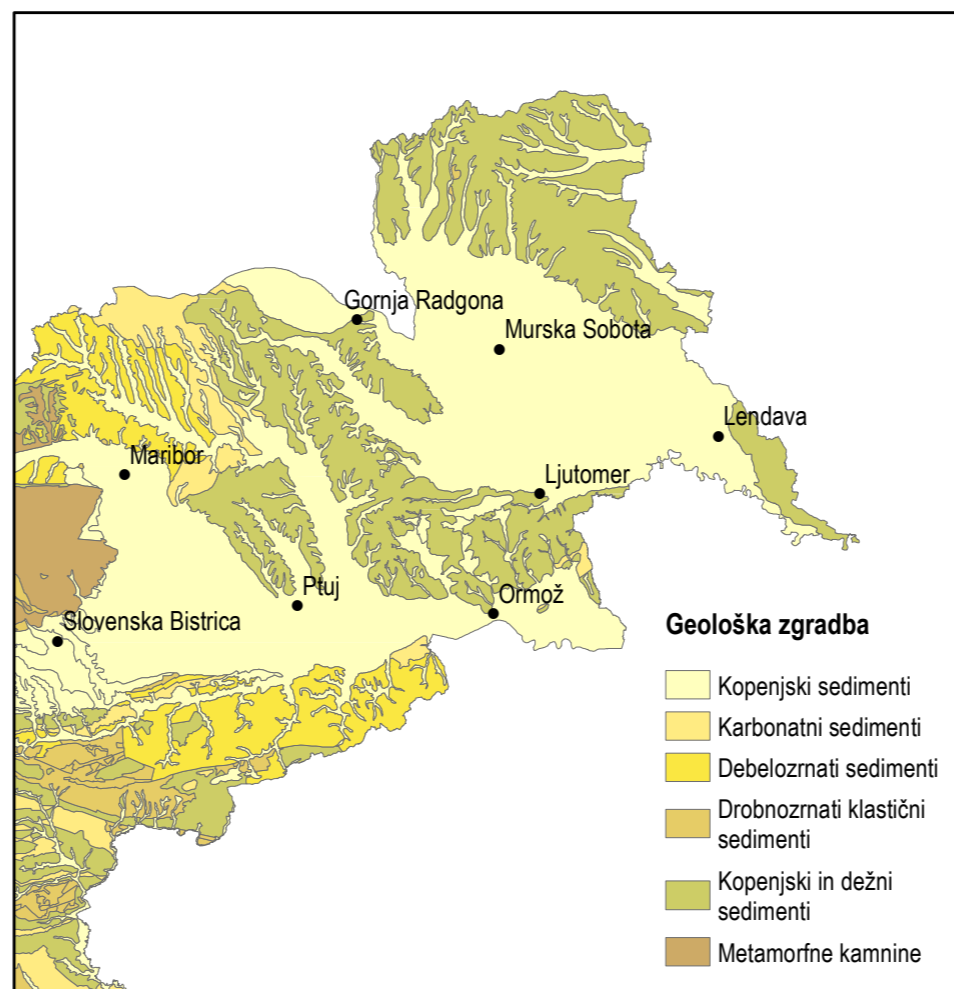 Gornja Radgona
Murska Sobota
Lendava
Maribor
Ljutomer
Ptuj
Ormož
Slovenska Bistrica
Geološka zgradba
Kopenjski sedimenti
Karbonatni sedimenti
Debelozrnati sedimenti
Drobnozrnati klastični
sedimenti
Kopenjski in dežni
sedimenti
Metamorfne kamnine